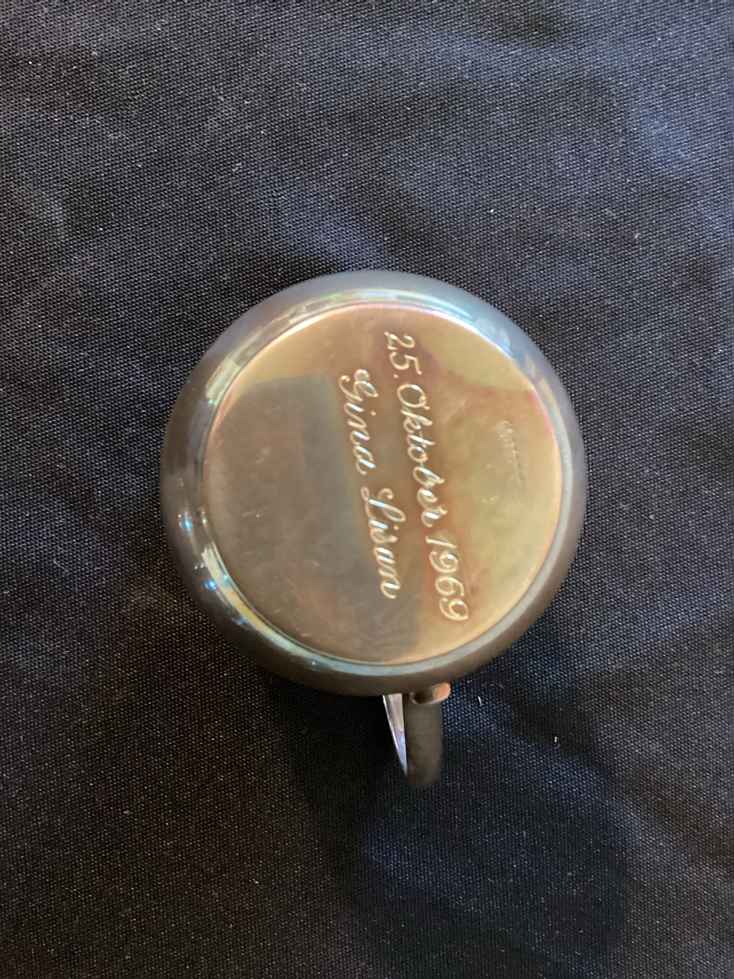 25. Oktober 1969
Gina Lisan